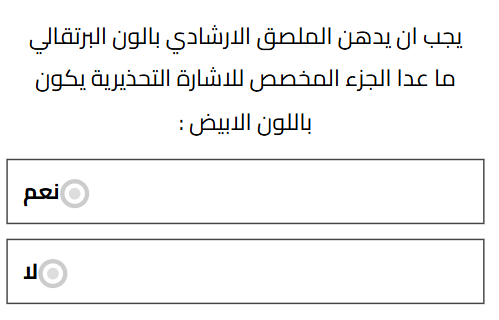 يجب ان يدهن الملصق الارشادي بالون البرتقالي
ما عدا الجزء المخصص للاشارة التحذيرية يكون
باللون الابيض :
نعم
لا